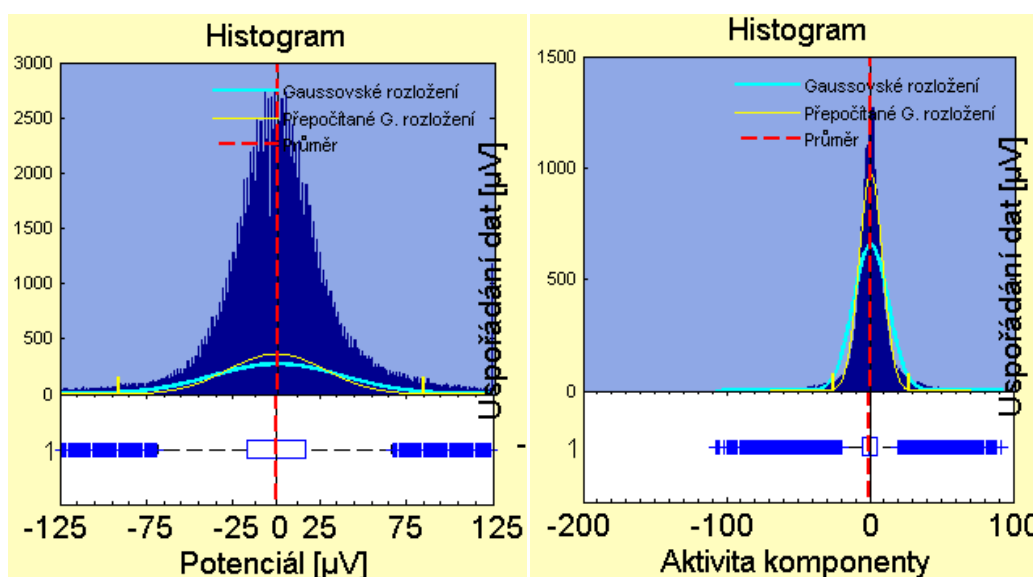 Histogram
3000
2500
2000
1500
1000
500
0
Gaussovské rozložení
Přepočítané G. rozložení
Průměr
Uspořádání dat [µV]
1
-125 -75 -25 0 25 75 125
Potenciál [µV]
-
Histogram
1500
1000
500
0
Gaussovské rozložení
Přepočítané G. rozložení
Průměr
Uspořádání dat [µV]
1
-200 -100 0 100
Aktivita komponenty